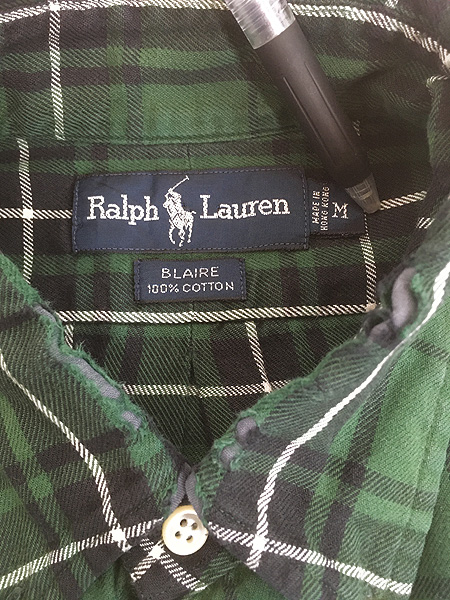 Ralph Lauren
MADE IN
HONG KONG
M
BLAIRE
100% COTTON